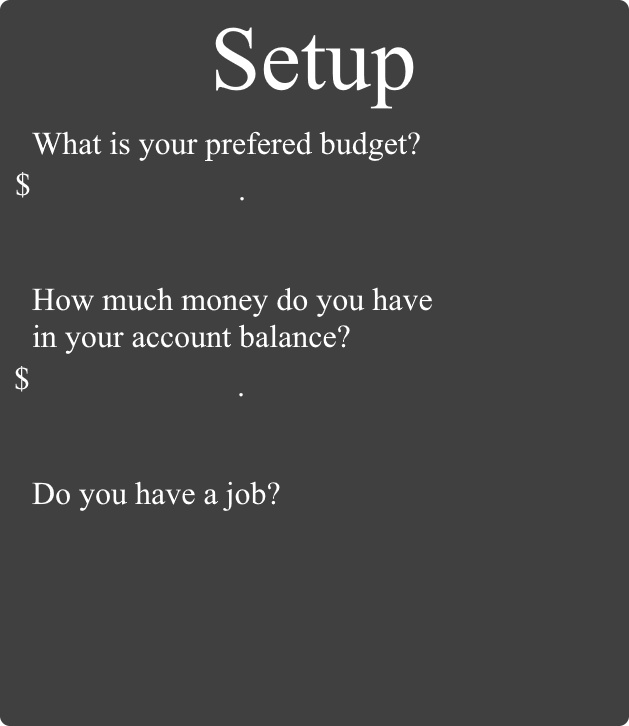 Setup
What is your prefered budget?
$ .
How much money do you have
in your account balance?
$ .
Do you have a job?